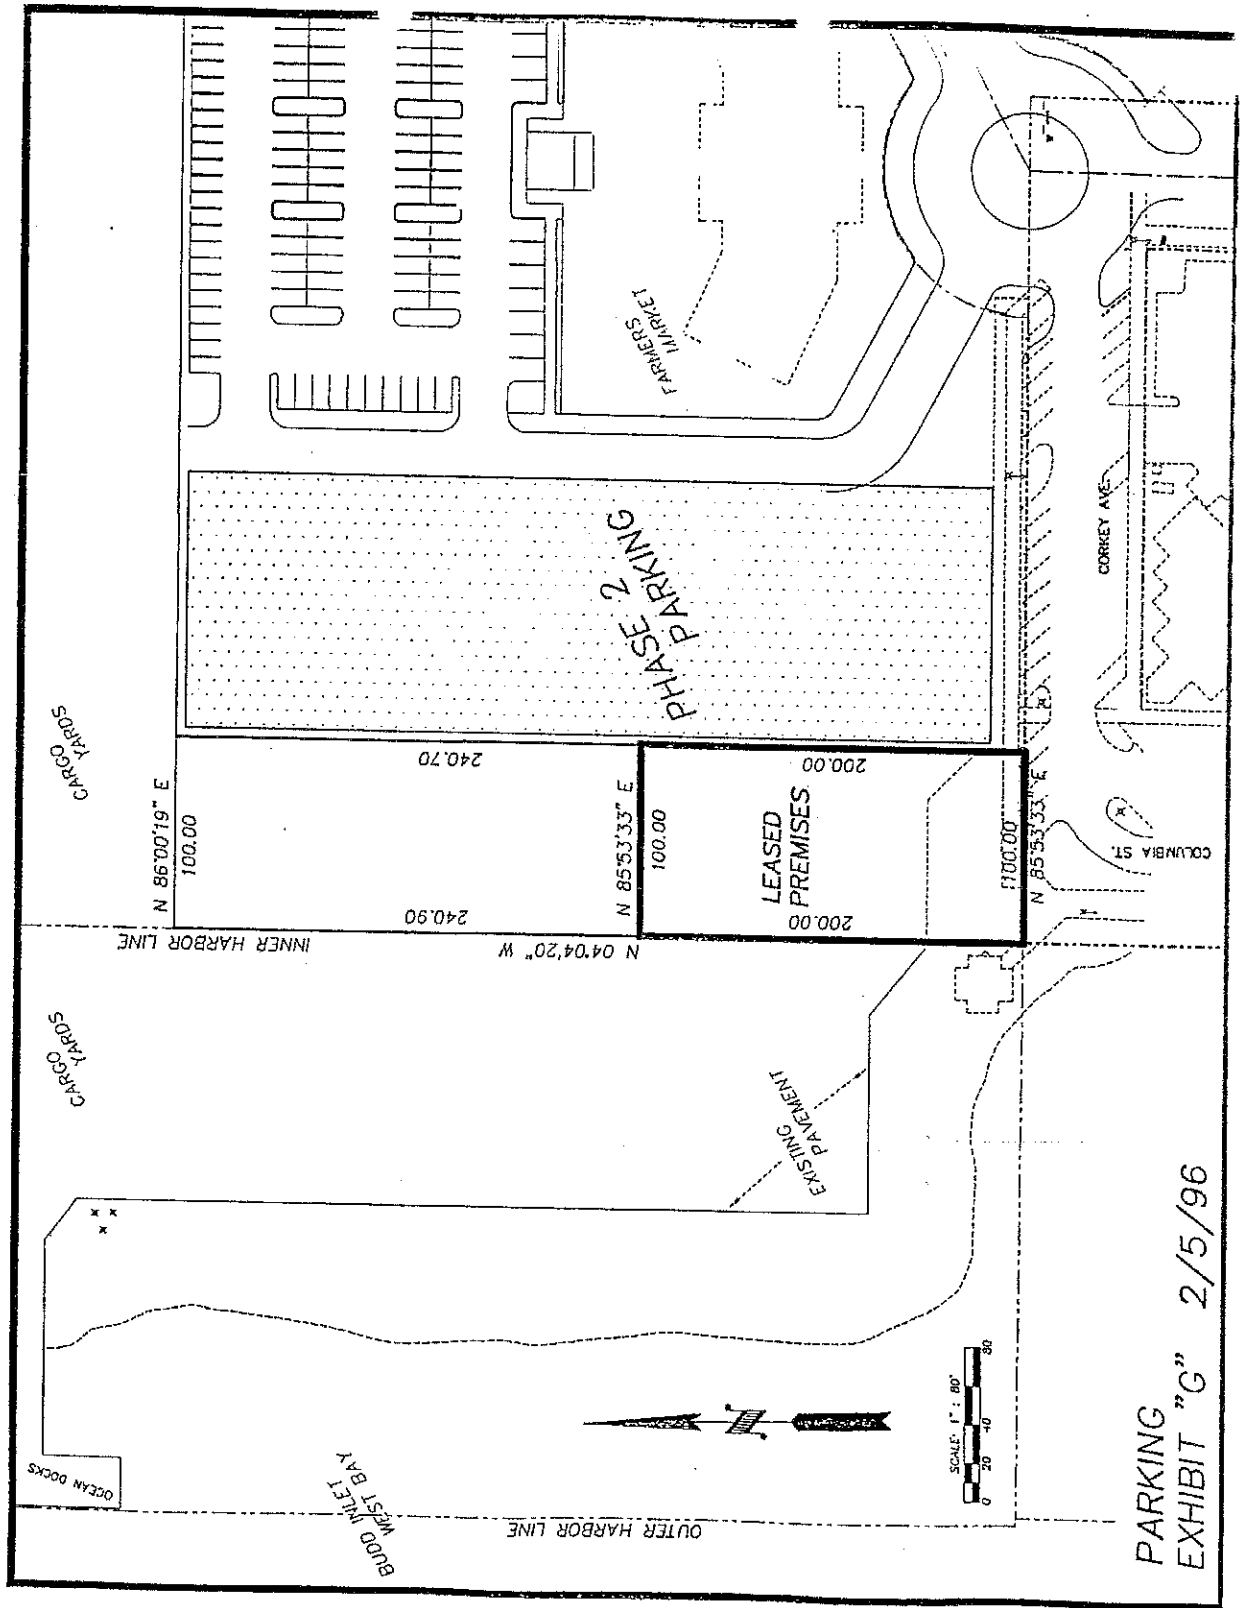 CARGO
YARDS
CARGO
YARDS
N 86°00'19" E
100.00
240.70
240.90
INNER HARBOR LINE
N 04°04'20" W
N 85°53'33" E
100.00
LEASED
PREMISES
200.00
200.00
100.00
N 85°53'33" E
PHASE 2
PARKING
FARMERS
MARKET
CORKEY AVE.
COLUMBIA ST.
EXISTING
PAVEMENT
OCEAN DOCKS
BUDD INLET
WEST BAY
OUTER HARBOR LINE
N
SCALE: 1" : 80'
0 20 40 80
PARKING
EXHIBIT "G" 2/5/96